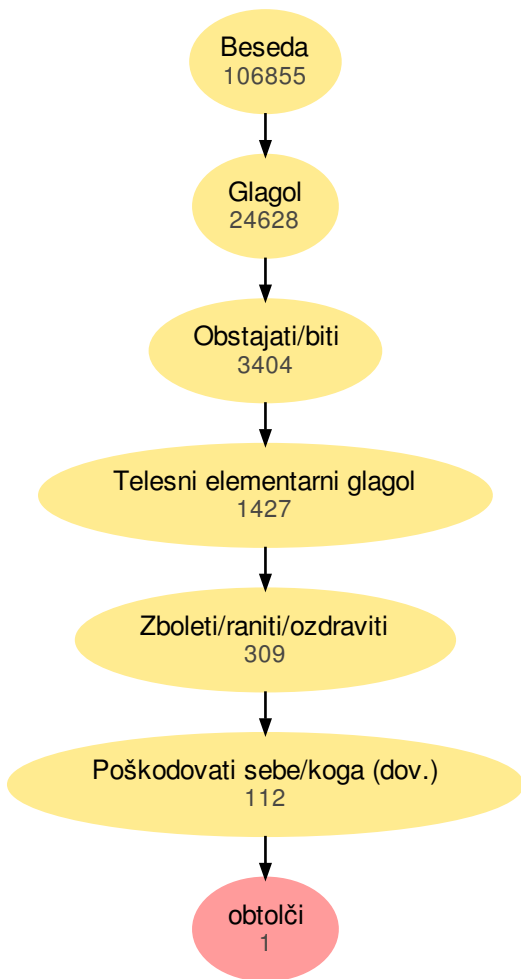 Beseda
106855
Glagol
24628
Obstajati/biti
3404
Telesni elementarni glagol
1427
Zboleti/raniti/ozdraviti
309
Poškodovati sebe/koga (dov.)
112
obtolči
1